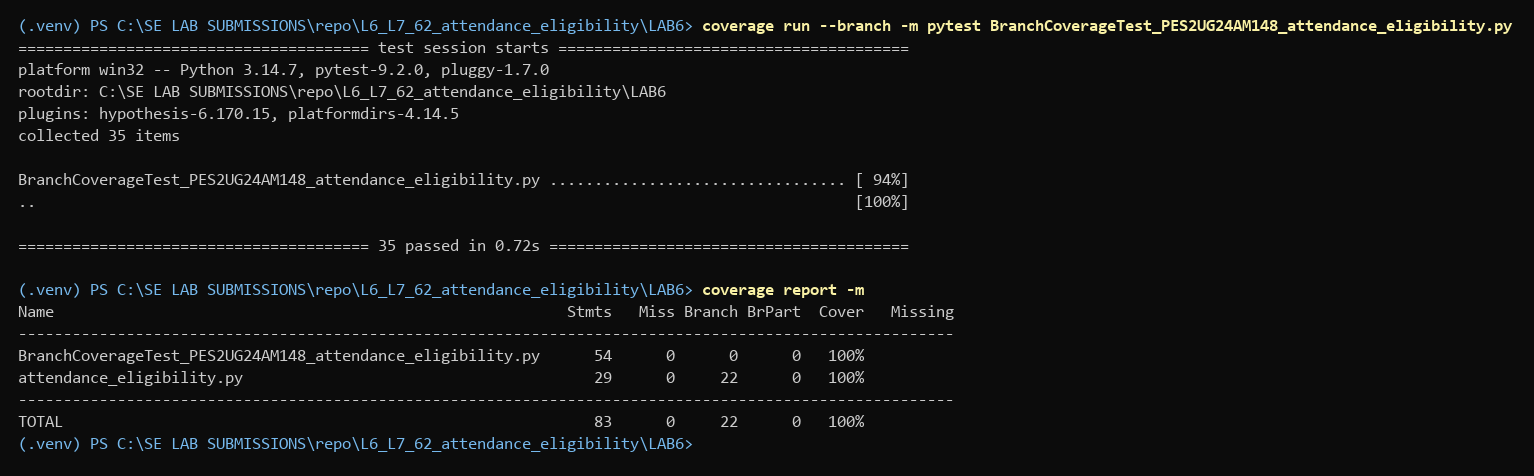 (.venv) PS C:\SE LAB SUBMISSIONS\repo\L6_L7_62_attendance_eligibility\LAB6> coverage run --branch -m pytest BranchCoverageTest_PES2UG24AM148_attendance_eligibility.py
======================================= test session starts =======================================
platform win32 -- Python 3.14.7, pytest-9.2.0, pluggy-1.7.0
rootdir: C:\SE LAB SUBMISSIONS\repo\L6_L7_62_attendance_eligibility\LAB6
plugins: hypothesis-6.170.15, platformdirs-4.14.5
collected 35 items

BranchCoverageTest_PES2UG24AM148_attendance_eligibility.py ................................. [ 94%]
..                                                                                           [100%]

======================================= 35 passed in 0.72s ========================================

(.venv) PS C:\SE LAB SUBMISSIONS\repo\L6_L7_62_attendance_eligibility\LAB6> coverage report -m
Name                                                         Stmts   Miss Branch BrPart  Cover   Missing
--------------------------------------------------------------------------------------------------------
BranchCoverageTest_PES2UG24AM148_attendance_eligibility.py      54      0      0      0   100%
attendance_eligibility.py                                       29      0     22      0   100%
--------------------------------------------------------------------------------------------------------
TOTAL                                                           83      0     22      0   100%
(.venv) PS C:\SE LAB SUBMISSIONS\repo\L6_L7_62_attendance_eligibility\LAB6>